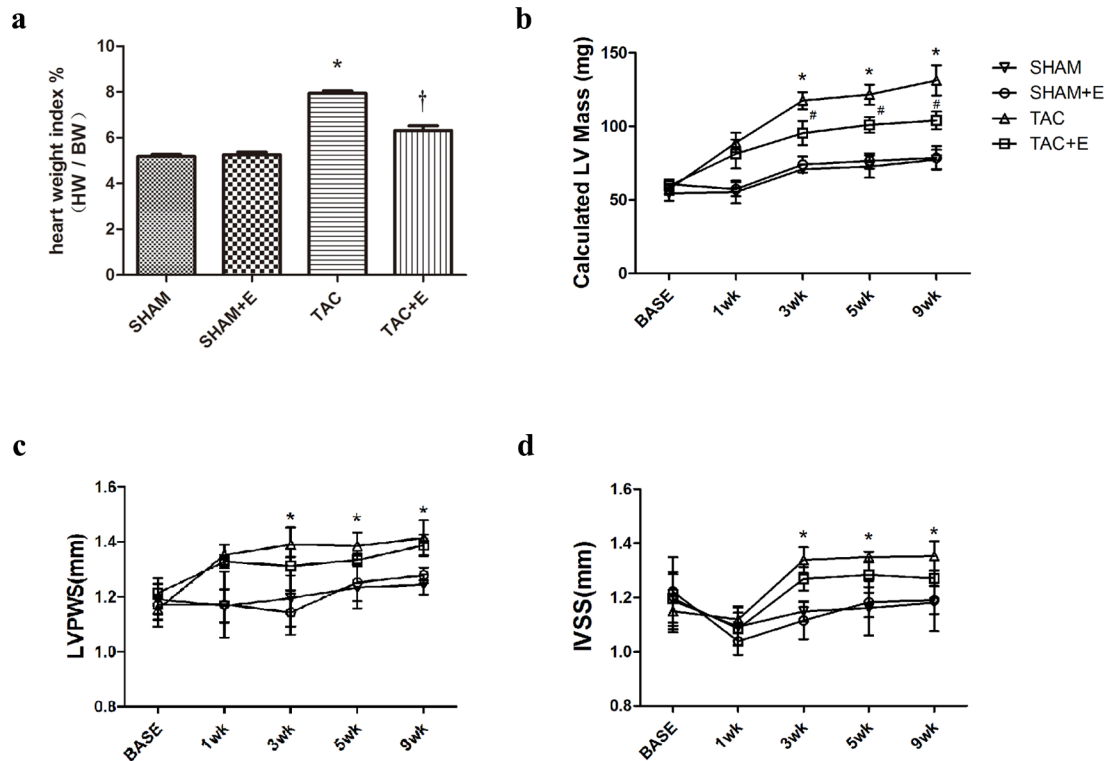 a
heart weight index %
(HW / BW)
10
8
6
4
2
0
*
†
SHAM
SHAM+E
TAC
TAC+E
b
Calculated LV Mass (mg)
150
100
50
0
* * *
# # #
BASE
1wk
3wk
5wk
9wk
SHAM
SHAM+E
TAC
TAC+E
c
LVPWS(mm)
1.6
1.4
1.2
1.0
0.8
* * *
BASE
1wk
3wk
5wk
9wk
d
IVSS(mm)
1.6
1.4
1.2
1.0
0.8
* * *
BASE
1wk
3wk
5wk
9wk